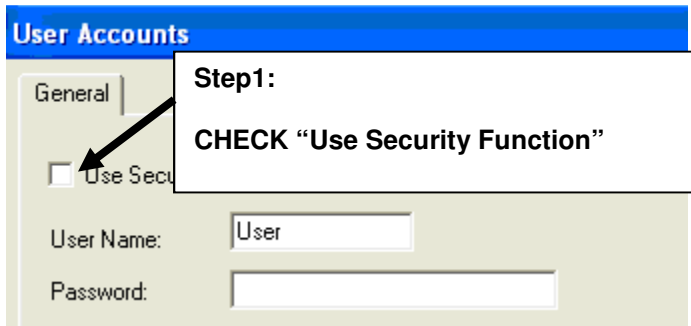 User Accounts
General
Step1:
CHECK “Use Security Function”
Use Secu
User Name:
User
Password: